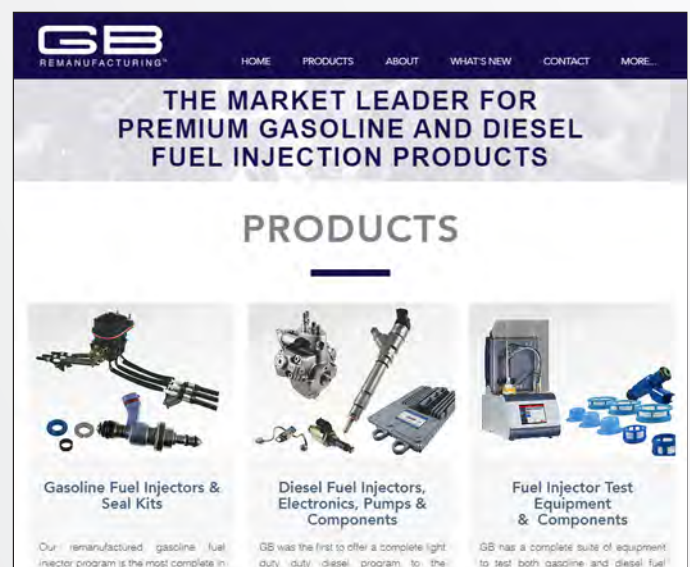 GB
REMANUFACTURING™
HOME PRODUCTS ABOUT WHAT'S NEW CONTACT MORE...
THE MARKET LEADER FOR
PREMIUM GASOLINE AND DIESEL
FUEL INJECTION PRODUCTS
PRODUCTS
Gasoline Fuel Injectors &
Seal Kits
Our remanufactured gasoline fuel
injector program is the most complete in
Diesel Fuel Injectors,
Electronics, Pumps &
Components
GB was the first to offer a complete light
duty duty diesel program to the
Fuel Injector Test
Equipment
& Components
GB has a complete suite of equipment
to test both gasoline and diesel fuel